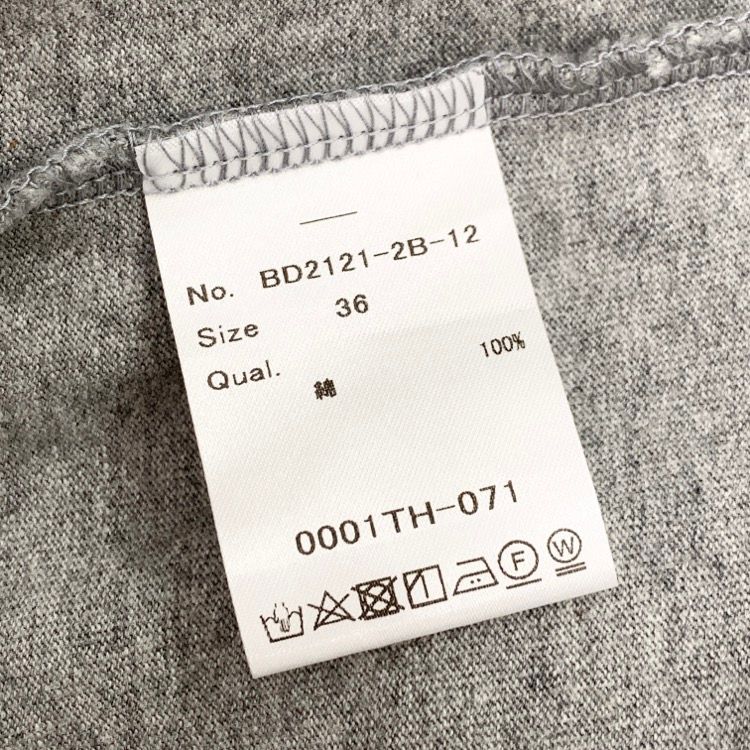 No. BD2121-2B-12
Size 36
Qual.
綿 100%
0001TH-071
F W